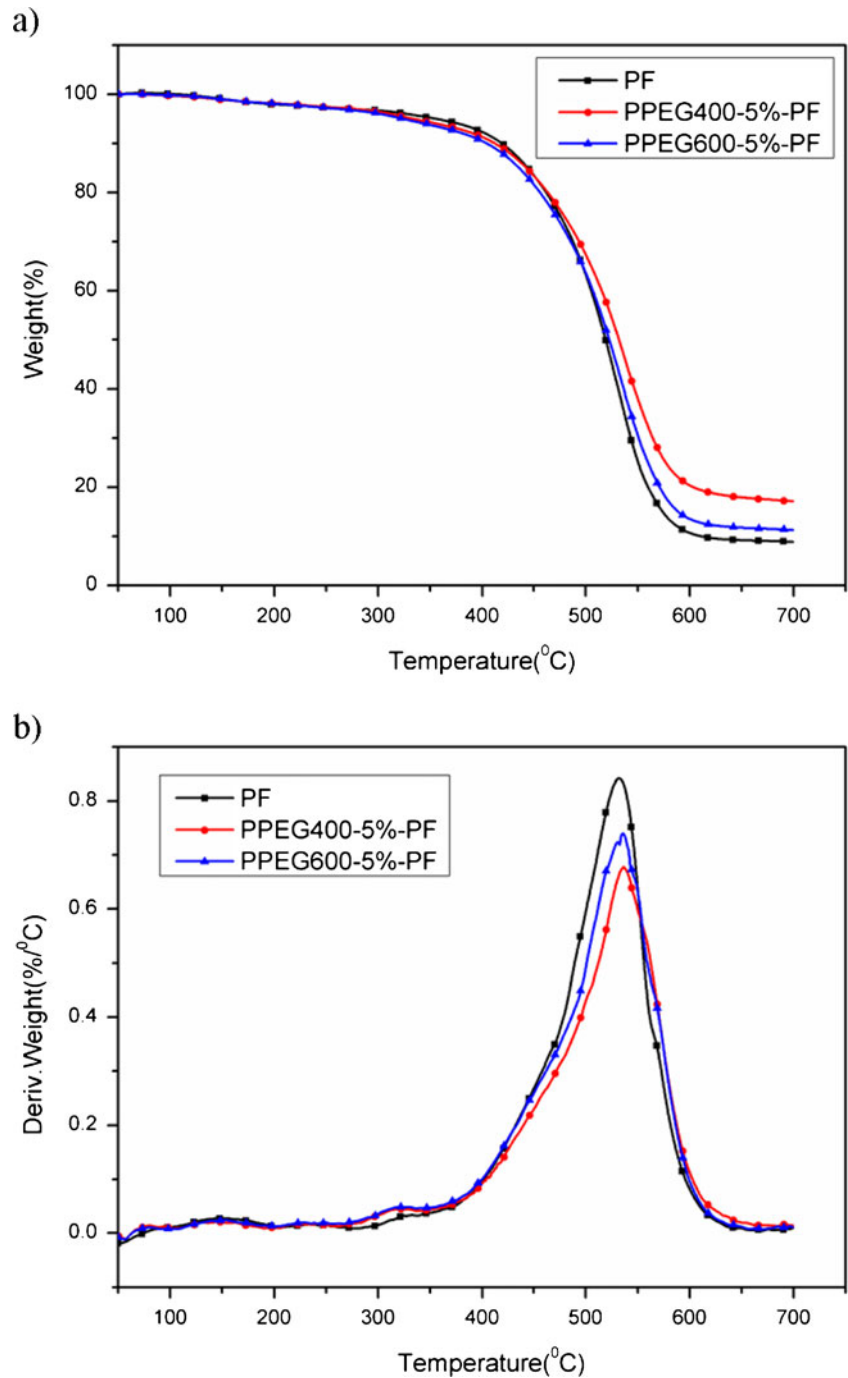 a)
100
80
60
40
20
0
Weight(%)
PF
PPEG400-5%-PF
PPEG600-5%-PF
100 200 300 400 500 600 700
Temperature(⁰C)
b)
0.8
0.6
0.4
0.2
0.0
Deriv.Weight(%/⁰C)
PF
PPEG400-5%-PF
PPEG600-5%-PF
100 200 300 400 500 600 700
Temperature(⁰C)